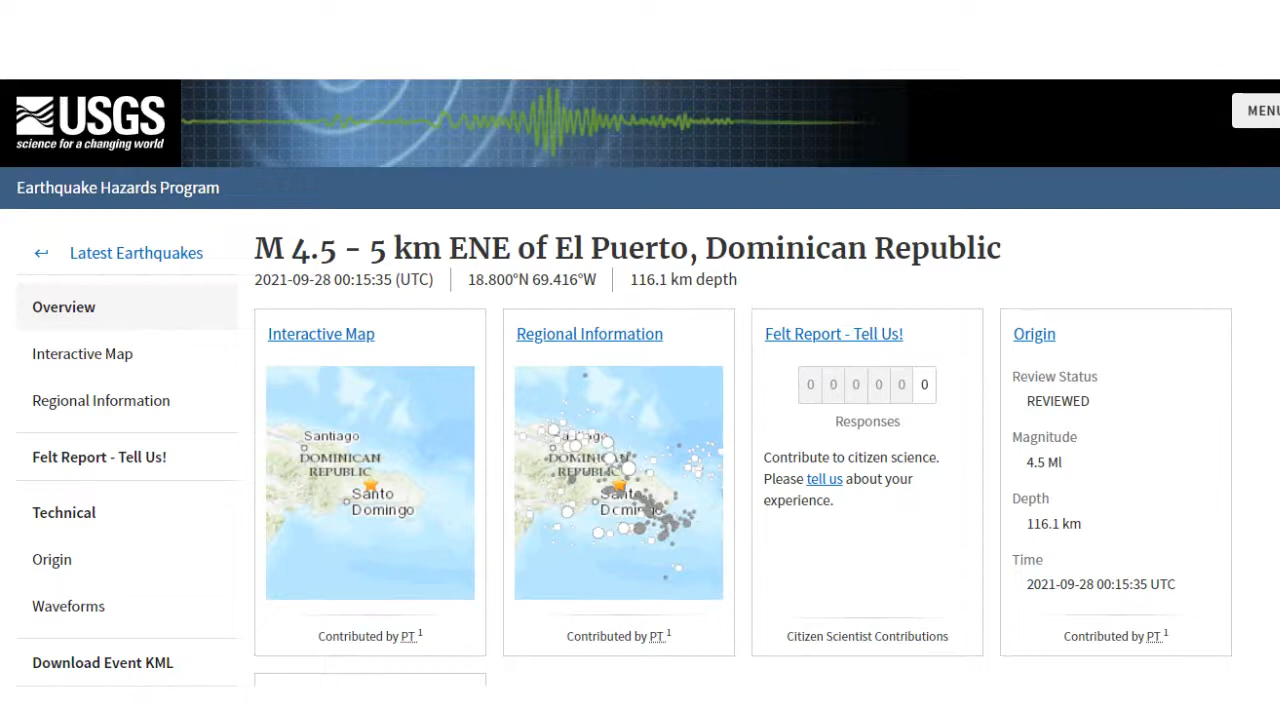 USGS
science for a changing world
MENU
Earthquake Hazards Program
Latest Earthquakes
Overview
Interactive Map
Regional Information
Felt Report - Tell Us!
Technical
Origin
Waveforms
Download Event KML
M 4.5 - 5 km ENE of El Puerto, Dominican Republic
2021-09-28 00:15:35 (UTC)
18.800°N 69.416°W
116.1 km depth
Interactive Map
Santiago
DOMINICAN
REPUBLIC
Santo
Domingo
Contributed by PT 1
Regional Information
Contributed by PT 1
Felt Report - Tell Us!
0 0 0 0 0 0
Responses
Contribute to citizen science.
Please tell us about your
experience.
Citizen Scientist Contributions
Origin
Review Status
REVIEWED
Magnitude
4.5 Ml
Depth
116.1 km
Time
2021-09-28 00:15:35 UTC
Contributed by PT 1